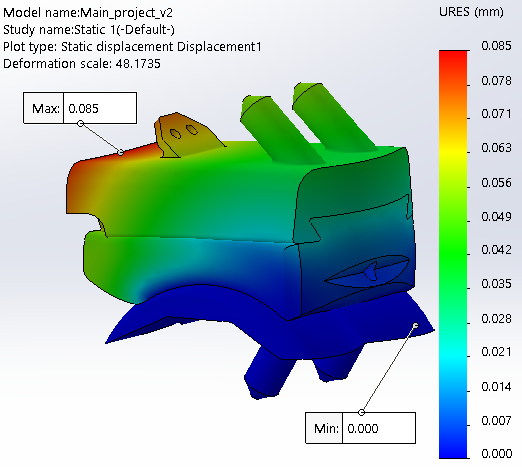 Model name:Main_project_v2
Study name:Static 1(-Default-)
Plot type: Static displacement Displacement1
Deformation scale: 48.1735
URES (mm)
Max: 0.085
0.085
0.078
0.071
0.063
0.056
0.049
0.042
0.035
0.028
0.021
0.014
0.007
0.000
Min: 0.000